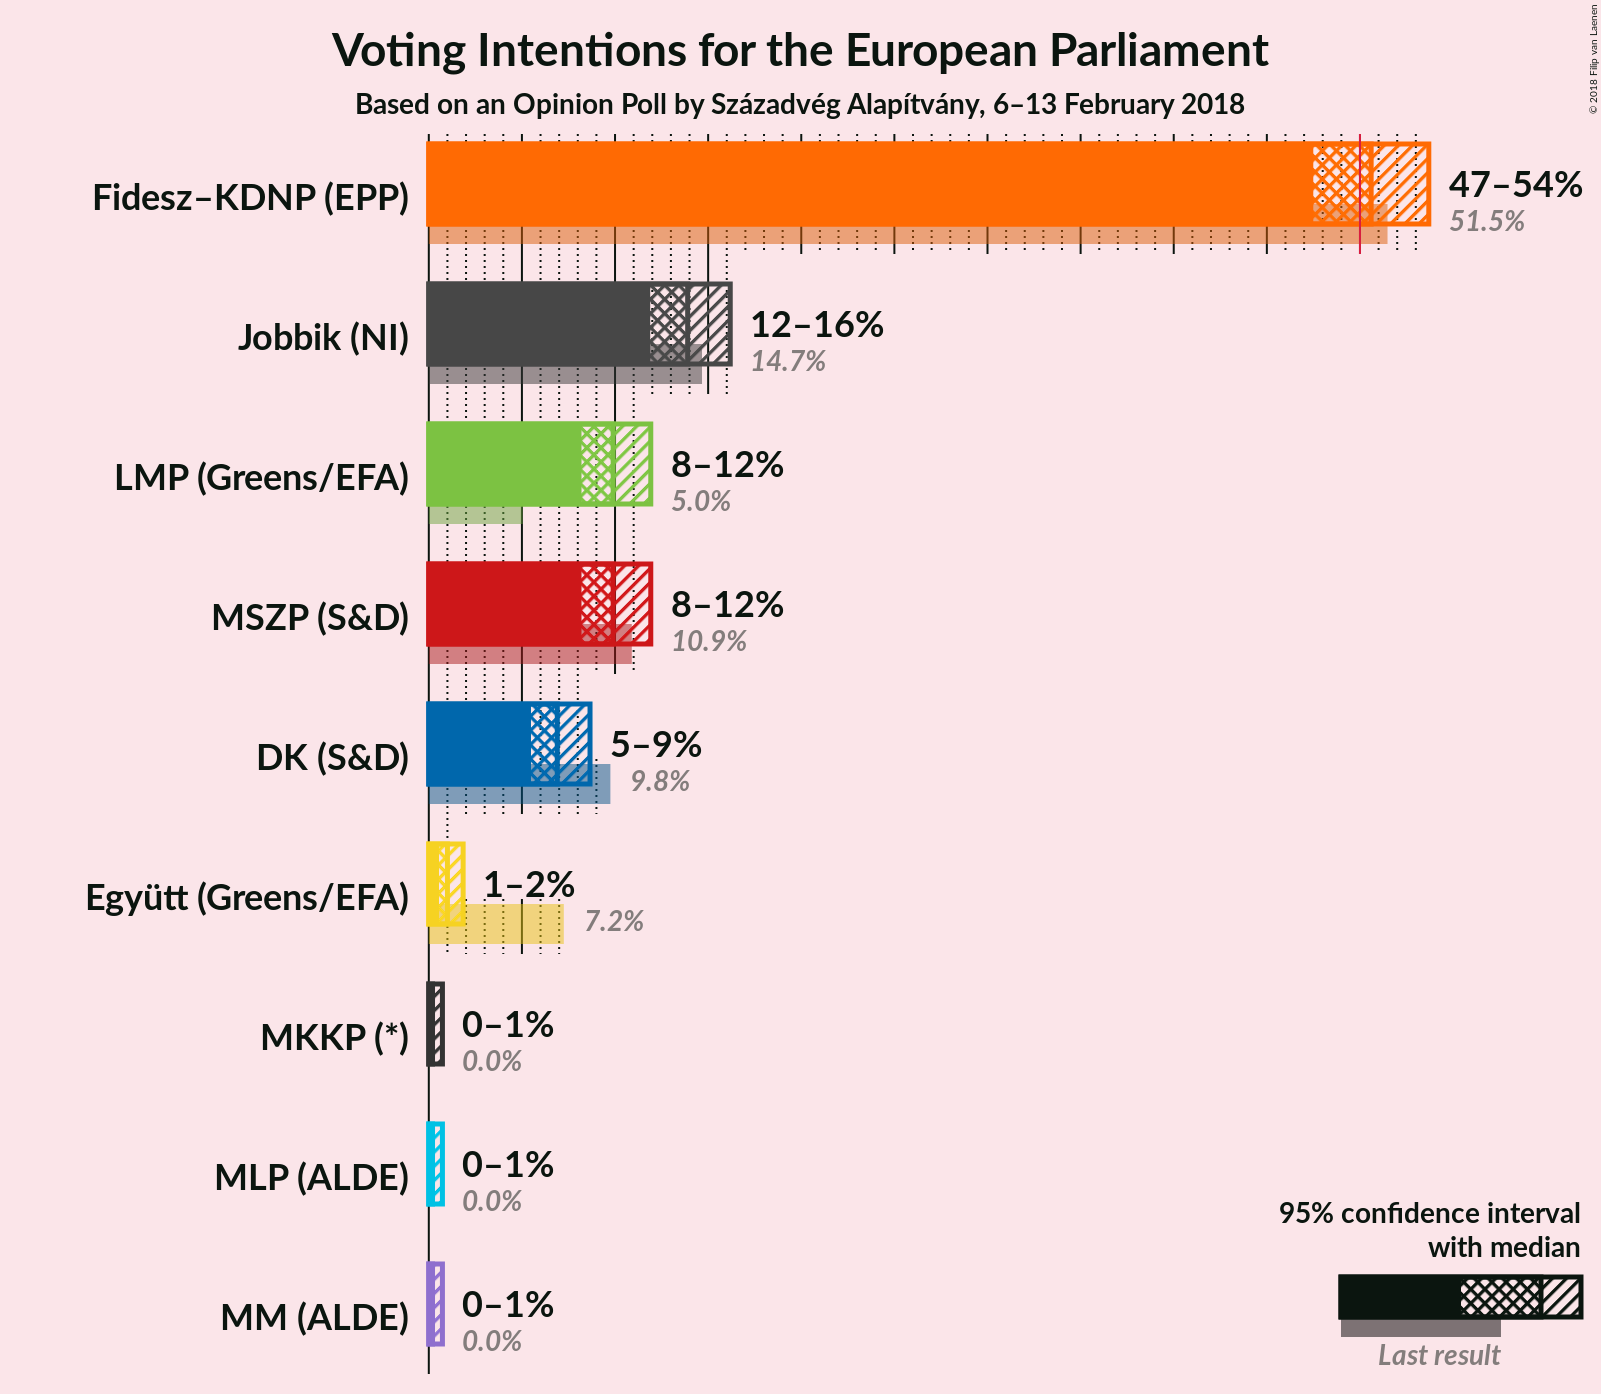 Voting Intentions for the European Parliament
Based on an Opinion Poll by Századvég Alapítvány, 6–13 February 2018
© 2018 Filip van Laenen
Fidesz–KDNP (EPP)
47–54%
51.5%
Jobbik (NI)
12–16%
14.7%
LMP (Greens/EFA)
8–12%
5.0%
MSZP (S&D)
8–12%
10.9%
DK (S&D)
5–9%
9.8%
Együtt (Greens/EFA)
1–2%
7.2%
MKKP (*)
0–1%
0.0%
MLP (ALDE)
0–1%
0.0%
MM (ALDE)
0–1%
0.0%
95% confidence interval
with median
Last result